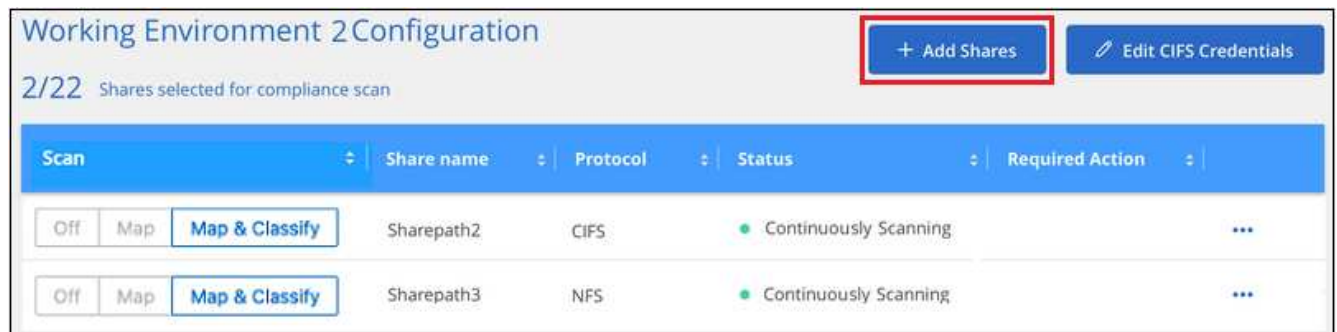 Working Environment 2 Configuration
+ Add Shares
Edit CIFS Credentials
2/22 Shares selected for compliance scan
Scan Share name Protocol Status Required Action
Off Map Map & Classify Sharepath2 CIFS Continuously Scanning
Off Map Map & Classify Sharepath3 NFS Continuously Scanning